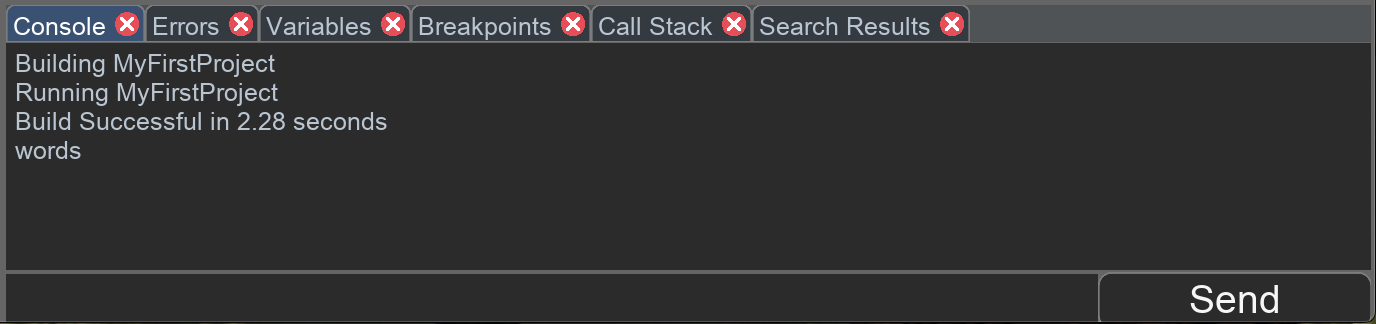 Console Errors Variables Breakpoints Call Stack Search Results
Building MyFirstProject
Running MyFirstProject
Build Successful in 2.28 seconds
words
Send